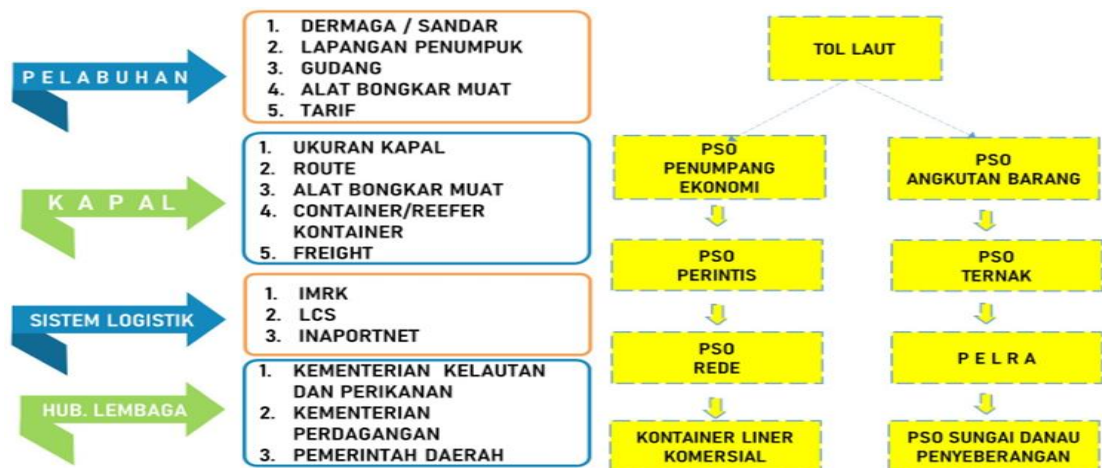 PELABUHAN
1. DERMAGA / SANDAR
2. LAPANGAN PENUMPUK
3. GUDANG
4. ALAT BONGKAR MUAT
5. TARIF
KAPAL
1. UKURAN KAPAL
2. ROUTE
3. ALAT BONGKAR MUAT
4. CONTAINER/REEFER
KONTAINER
5. FREIGHT
SISTEM LOGISTIK
1. IMRK
2. LCS
3. INAPORTNET
HUB. LEMBAGA
1. KEMENTERIAN KELAUTAN
DAN PERIKANAN
2. KEMENTERIAN
PERDAGANGAN
3. PEMERINTAH DAERAH
TOL LAUT
PSO
PENUMPANG
EKONOMI
PSO
PERINTIS
PSO
REDE
KONTAINER LINER
KOMERSIAL
PSO
ANGKUTAN BARANG
PSO
TERNAK
PELRA
PSO SUNGAI DANAU
PENYEBERANGAN